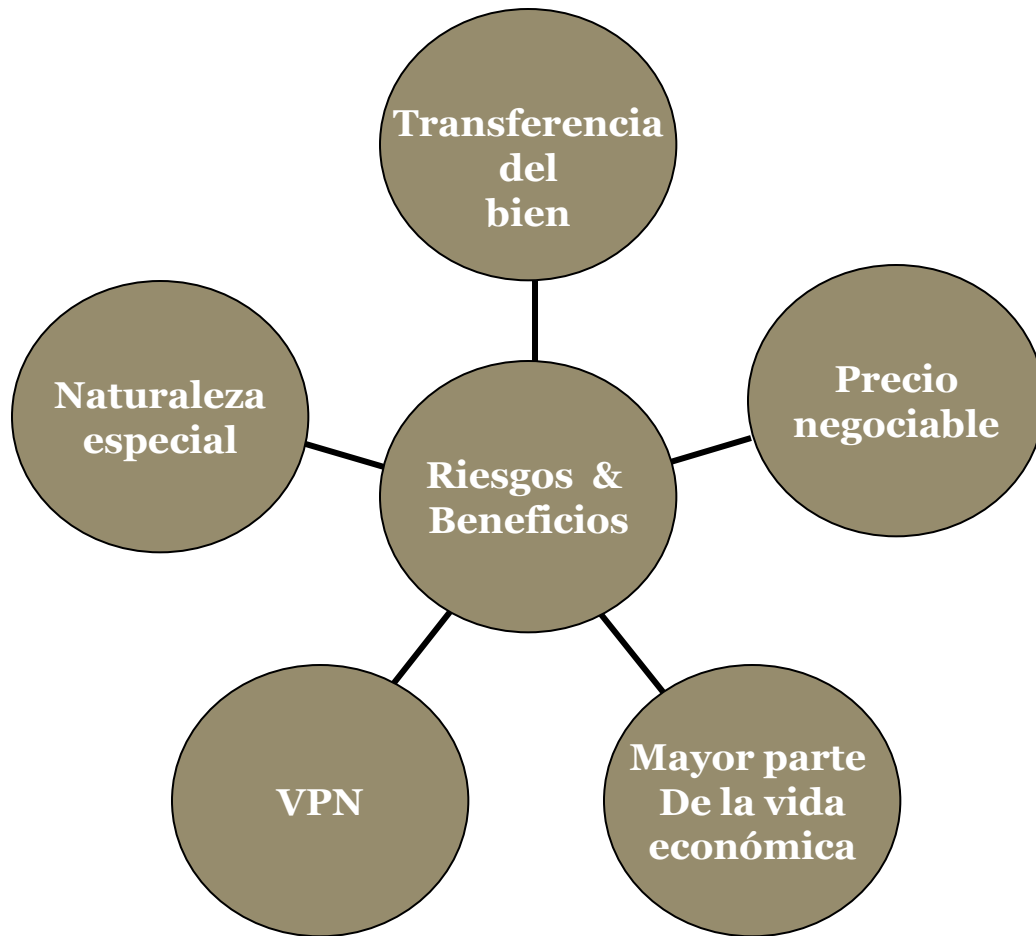 Transferencia
del
bien
Naturaleza
especial
Precio
negociable
Riesgos &
Beneficios
VPN
Mayor parte
De la vida
económica